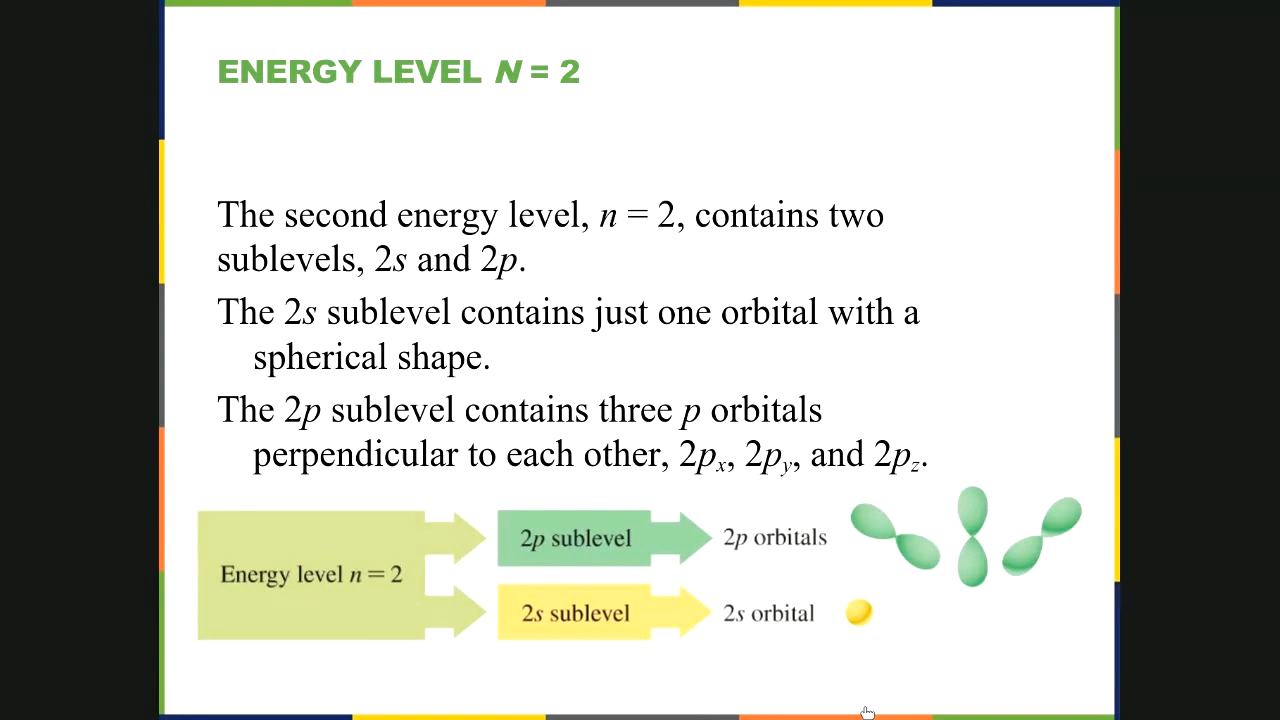 ENERGY LEVEL N = 2
The second energy level, n = 2, contains two
sublevels, 2s and 2p.
The 2s sublevel contains just one orbital with a
spherical shape.
The 2p sublevel contains three p orbitals
perpendicular to each other, 2pₓ, 2py, and 2pz.
Energy level n = 2
2p sublevel
2p orbitals
2s sublevel
2s orbital